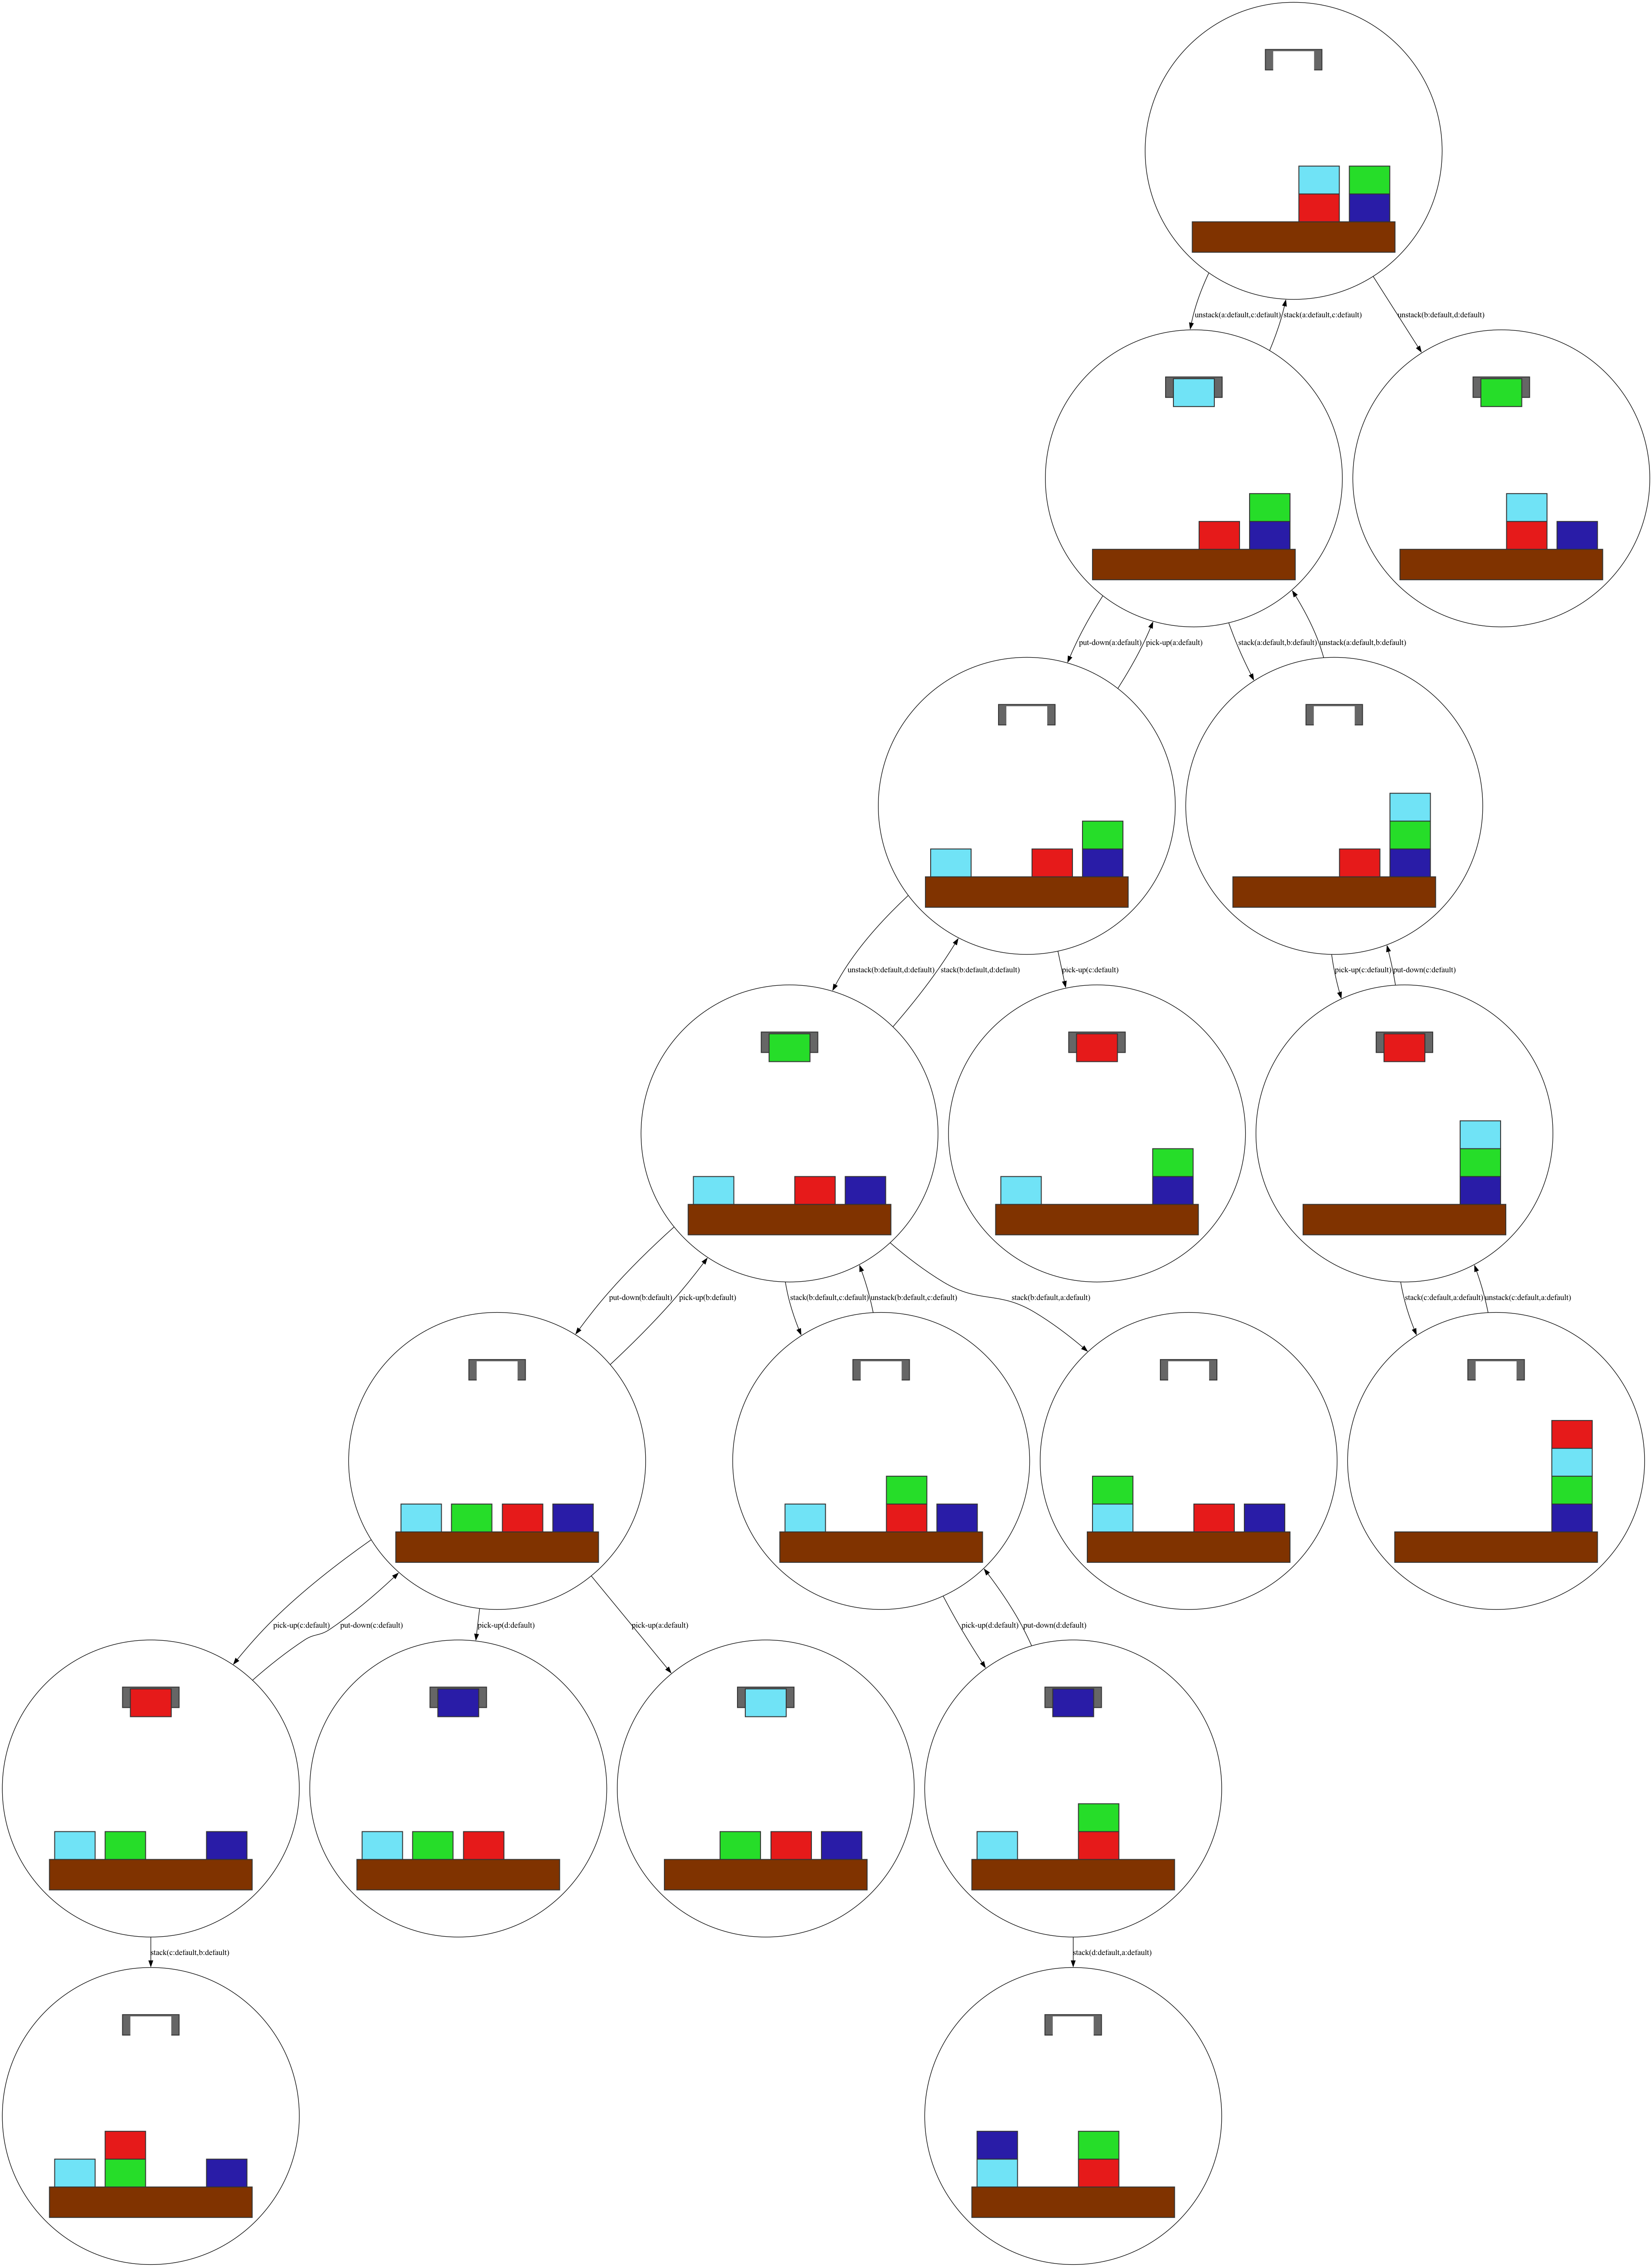 unstack(a:default,c:default)
stack(a:default,c:default)
unstack(b:default,d:default)
put-down(a:default)
pick-up(a:default)
stack(a:default,b:default)
unstack(a:default,b:default)
unstack(b:default,d:default)
stack(b:default,d:default)
pick-up(c:default)
pick-up(c:default)
put-down(c:default)
put-down(b:default)
pick-up(b:default)
stack(b:default,c:default)
unstack(b:default,c:default)
stack(b:default,a:default)
stack(c:default,a:default)
unstack(c:default,a:default)
pick-up(c:default)
put-down(c:default)
pick-up(d:default)
pick-up(a:default)
pick-up(d:default)
put-down(d:default)
stack(c:default,b:default)
stack(d:default,a:default)